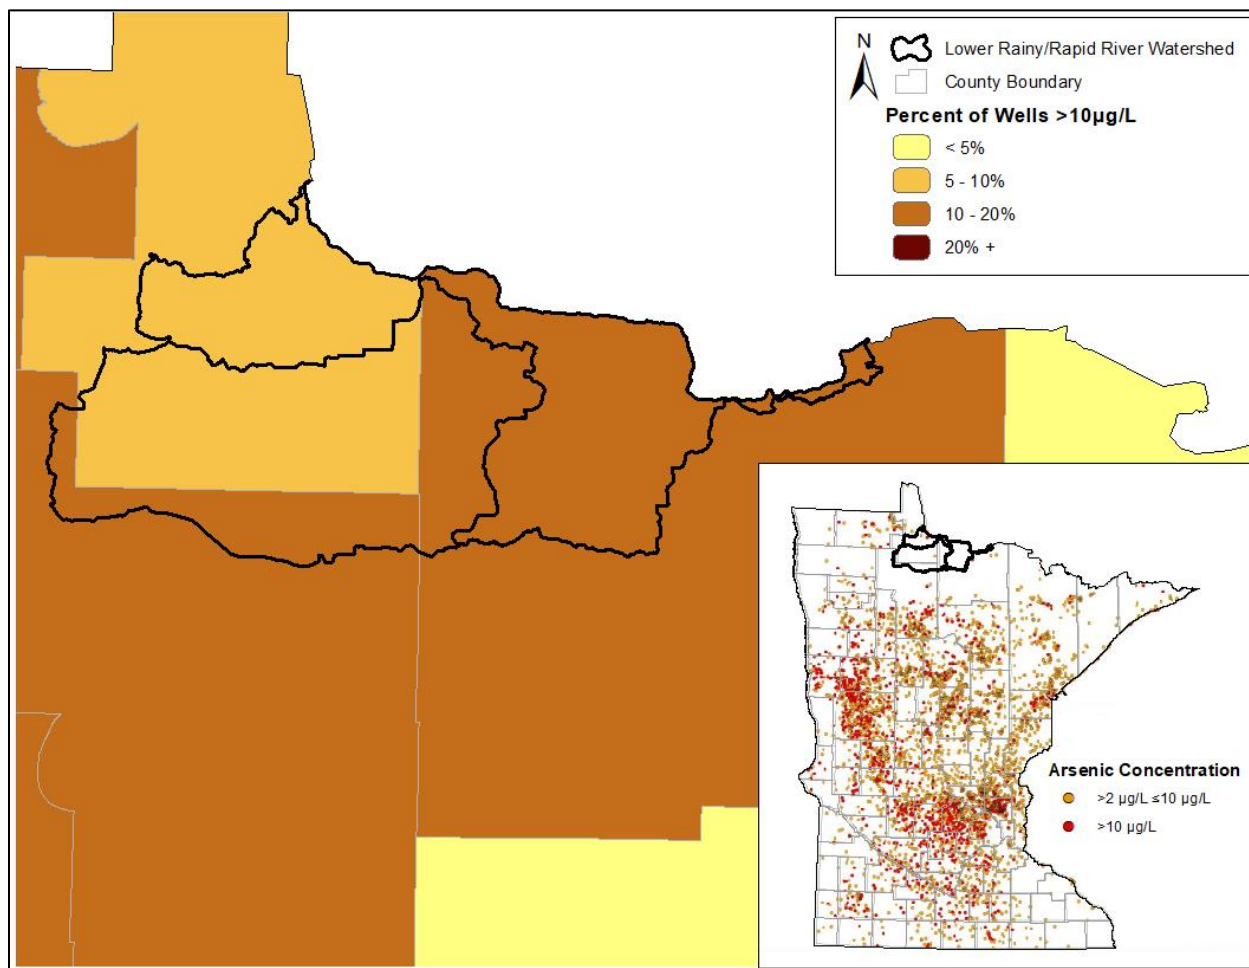 N
Lower Rainy/Rapid River Watershed
County Boundary
Percent of Wells >10µg/L
< 5%
5 - 10%
10 - 20%
20% +
Arsenic Concentration
>2 µg/L ≤10 µg/L
>10 µg/L